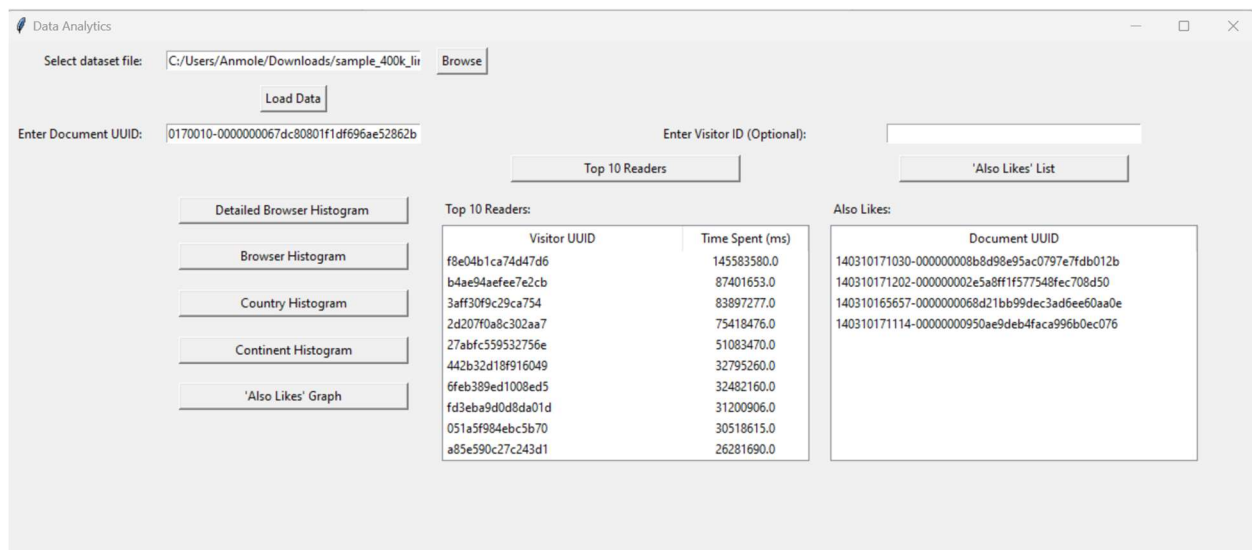 Data Analytics
Select dataset file: C:/Users/Anmole/Downloads/sample_400k_lir Browse
Load Data
Enter Document UUID: 0170010-0000000067dc80801f1df696ae52862b Enter Visitor ID (Optional):
Top 10 Readers 'Also Likes' List
Detailed Browser Histogram
Browser Histogram
Country Histogram
Continent Histogram
'Also Likes' Graph
Top 10 Readers:
Visitor UUID Time Spent (ms)
f8e04b1ca74d47d6 145583580.0
b4ae94aefee7e2cb 87401653.0
3aff30f9c29ca754 83897277.0
2d207f0a8c302aa7 75418476.0
27abfc559532756e 51083470.0
442b32d18f916049 32795260.0
6feb389ed1008ed5 32482160.0
fd3eba9d0d8da01d 31200906.0
051a5f984ebc5b70 30518615.0
a85e590c27c243d1 26281690.0
Also Likes:
Document UUID
140310171030-000000008b8d98e95ac0797e7fdb012b
140310171202-000000002e5a8ff1f577548fec708d50
140310165657-0000000068d21bb99dec3ad6ee60aa0e
140310171114-00000000950ae9deb4faca996b0ec076